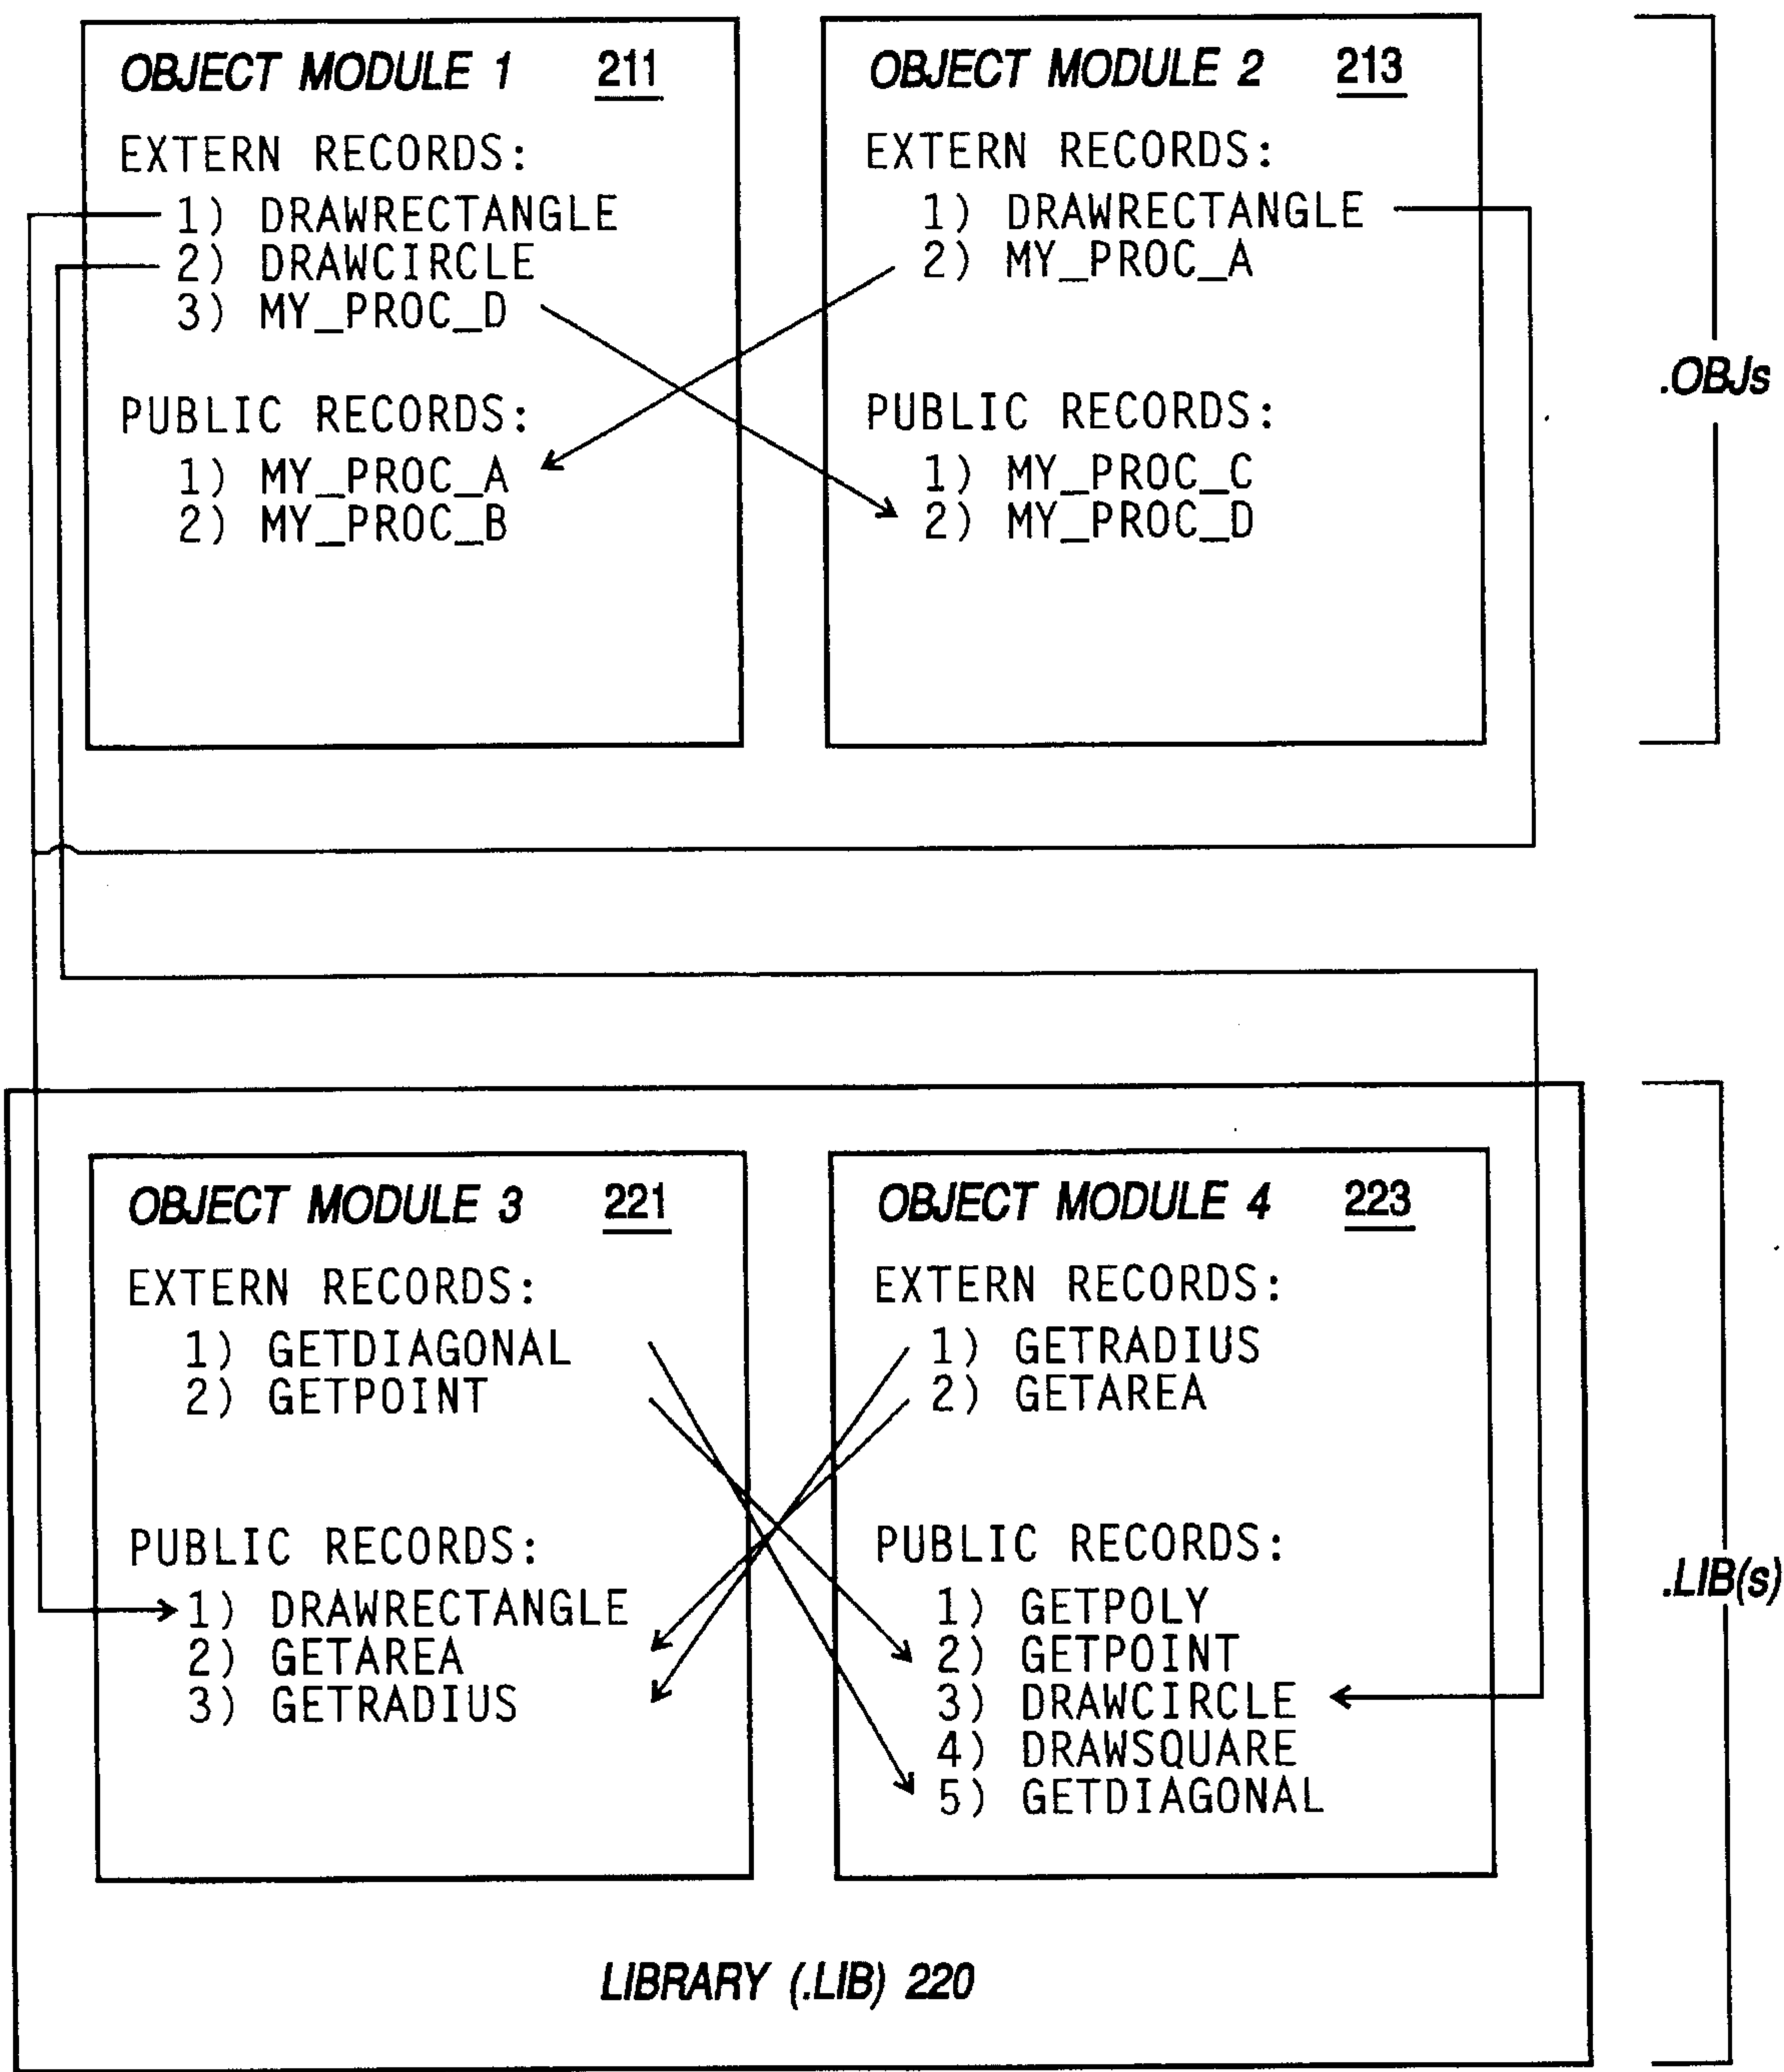 OBJECT MODULE 1 211
EXTERN RECORDS:
1) DRAWRECTANGLE
2) DRAWCIRCLE
3) MY_PROC_D
PUBLIC RECORDS:
1) MY_PROC_A
2) MY_PROC_B
OBJECT MODULE 2 213
EXTERN RECORDS:
1) DRAWRECTANGLE
2) MY_PROC_A
PUBLIC RECORDS:
1) MY_PROC_C
2) MY_PROC_D
.OBJs
OBJECT MODULE 3 221
EXTERN RECORDS:
1) GETDIAGONAL
2) GETPOINT
PUBLIC RECORDS:
1) DRAWRECTANGLE
2) GETAREA
3) GETRADIUS
OBJECT MODULE 4 223
EXTERN RECORDS:
1) GETRADIUS
2) GETAREA
PUBLIC RECORDS:
1) GETPOLY
2) GETPOINT
3) DRAWCIRCLE
4) DRAWSQUARE
5) GETDIAGONAL
.LIB(s)
LIBRARY (.LIB) 220